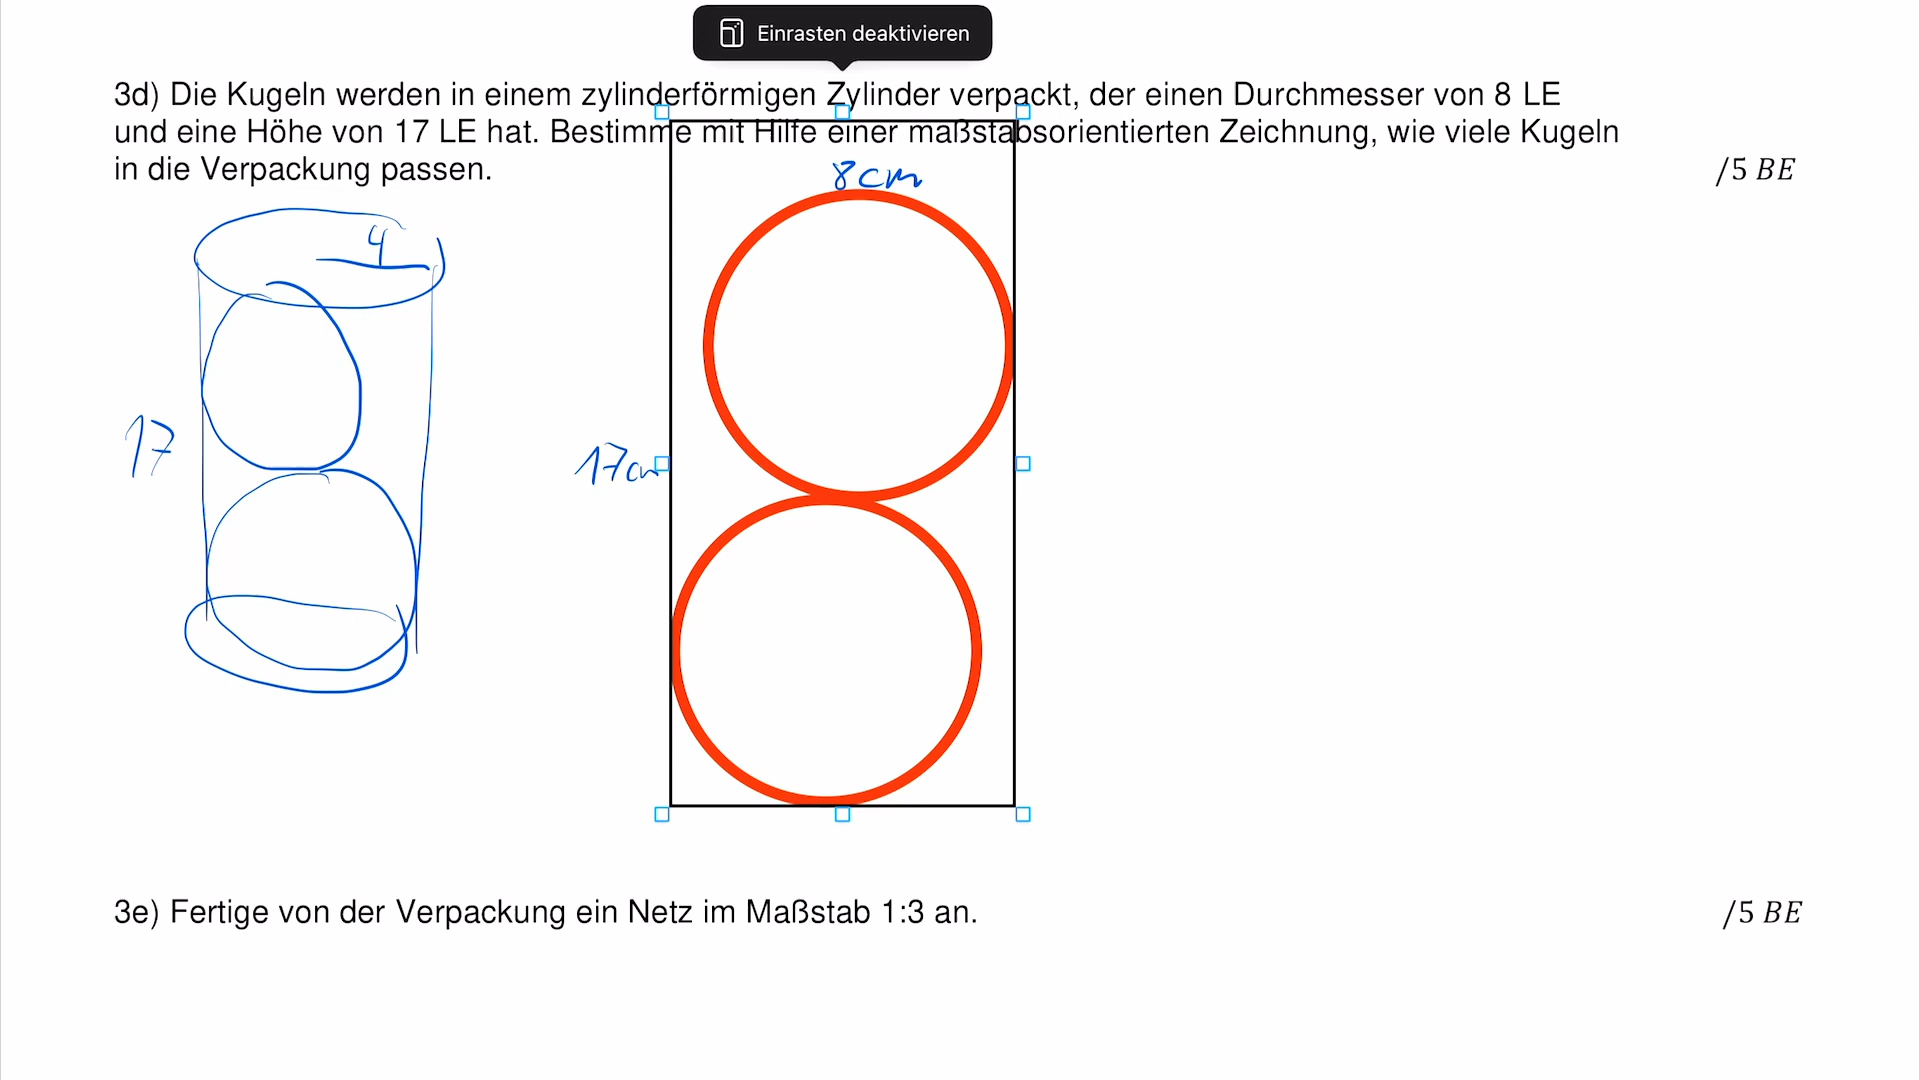 Einrasten deaktivieren
3d) Die Kugeln werden in einem zylinderförmigen Zylinder verpackt, der einen Durchmesser von 8 LE
und eine Höhe von 17 LE hat. Bestimme mit Hilfe einer maßstabsorientierten Zeichnung, wie viele Kugeln
in die Verpackung passen.
/5 BE
8cm
4
17
17cm
3e) Fertige von der Verpackung ein Netz im Maßstab 1:3 an.
/5 BE